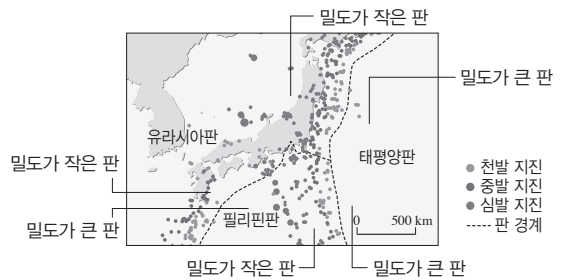 밀도가 작은 판
밀도가 큰 판
유라시아판
태평양판
밀도가 작은 판
천발 지진
중발 지진
심발 지진
판 경계
필리핀판
0 500 km
밀도가 큰 판
밀도가 작은 판
밀도가 큰 판